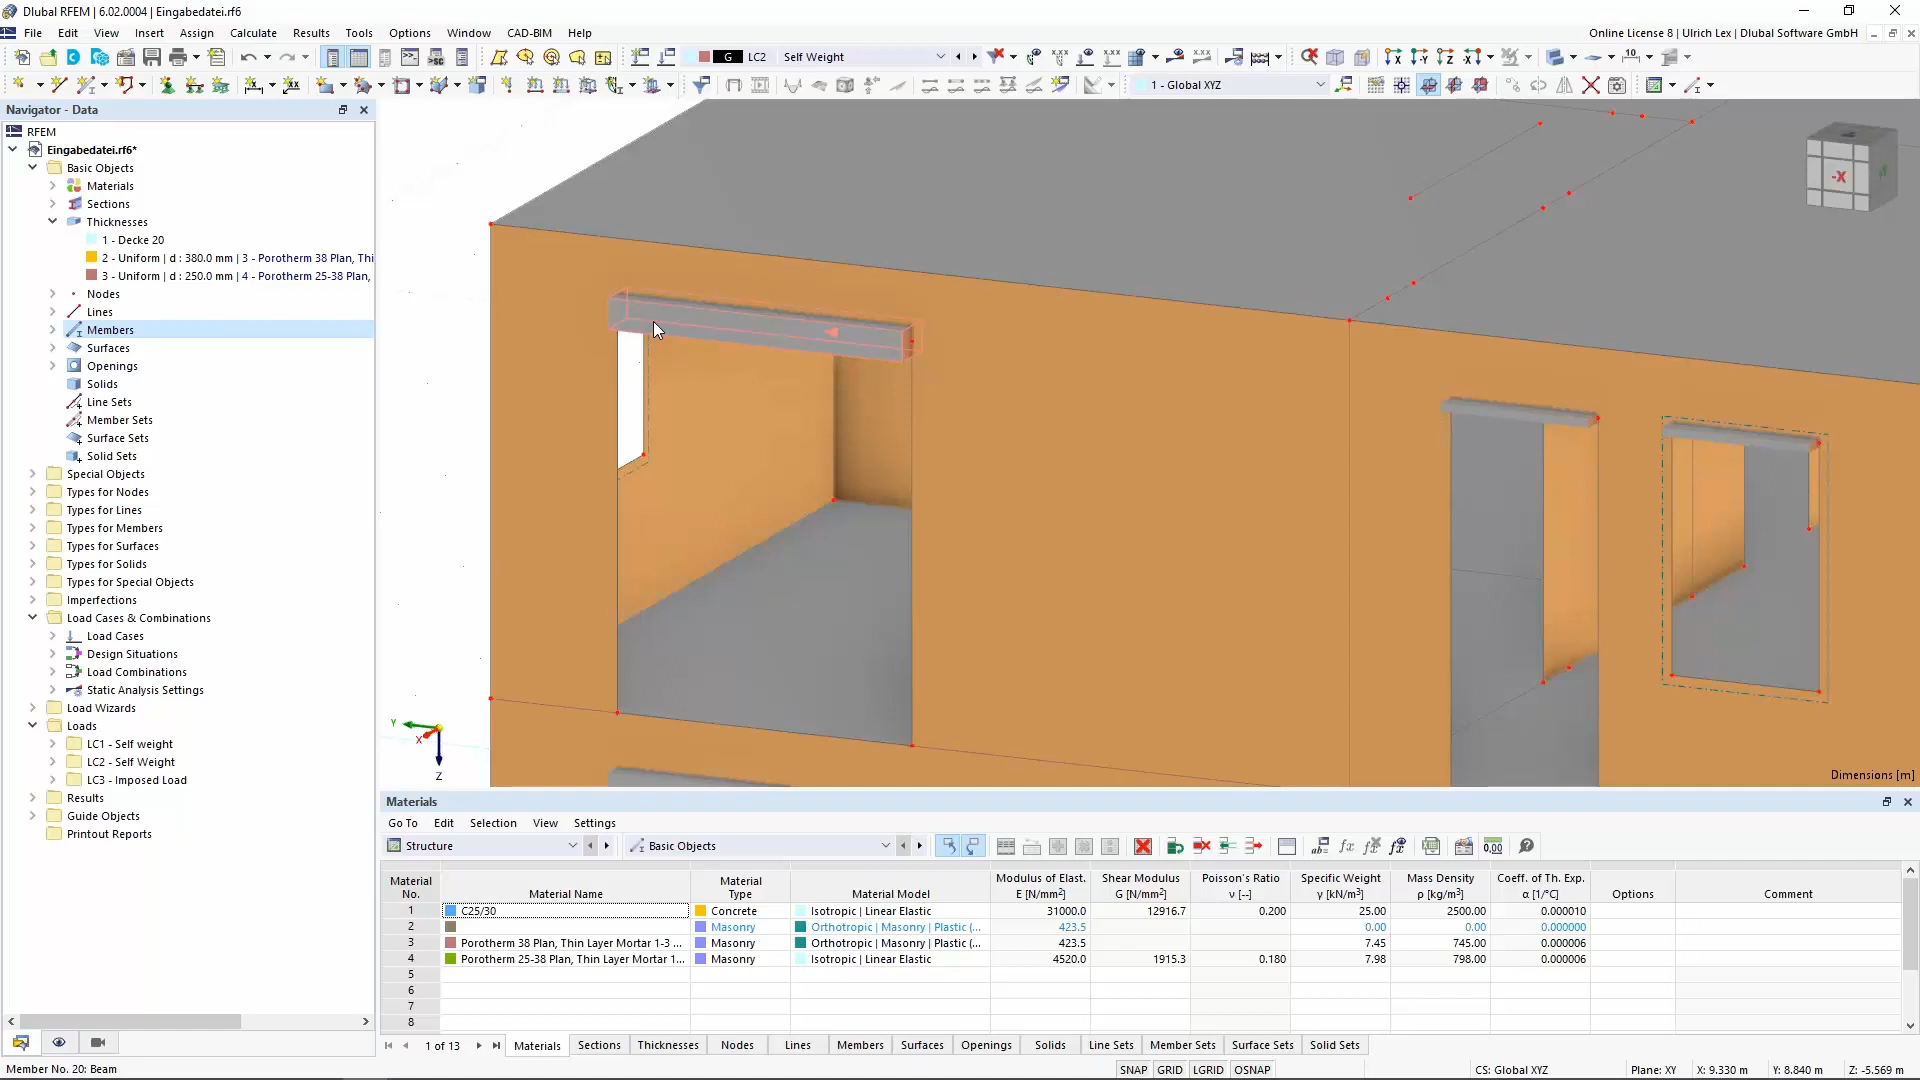 Dlubal RFEM | 6.02.0004 | Eingabedatei.rf6
File Edit View Insert Assign Calculate Results Tools Options Window CAD-BIM Help
Online License 8 | Ulrich Lex | Dlubal Software GmbH
G LC2 Self Weight
1 - Global XYZ
Navigator - Data
RFEM
Eingabedatei.rf6*
Basic Objects
Materials
Sections
Thicknesses
1 - Decke 20
2 - Uniform | d : 380.0 mm | 3 - Porotherm 38 Plan, Thi
3 - Uniform | d : 250.0 mm | 4 - Porotherm 25-38 Plan,
Nodes
Lines
Members
Surfaces
Openings
Solids
Line Sets
Member Sets
Surface Sets
Solid Sets
Special Objects
Types for Nodes
Types for Lines
Types for Members
Types for Surfaces
Types for Solids
Types for Special Objects
Imperfections
Load Cases & Combinations
Load Cases
Design Situations
Load Combinations
Static Analysis Settings
Load Wizards
Loads
LC1 - Self weight
LC2 - Self Weight
LC3 - Imposed Load
Results
Guide Objects
Printout Reports
-X
Y
X
Z
Dimensions [m]
Materials
Go To Edit Selection View Settings
Structure Basic Objects
Material No. Material Name Material Type Material Model Modulus of Elast. E [N/mm²] Shear Modulus G [N/mm²] Poisson's Ratio ν [--] Specific Weight γ [kN/m³] Mass Density ρ [kg/m³] Coeff. of Th. Exp. α [1/°C] Options Comment
1 C25/30 Concrete Isotropic | Linear Elastic 31000.0 12916.7 0.200 25.00 2500.00 0.000010
2 Masonry Orthotropic | Masonry | Plastic (... 423.5 0.00 0.00 0.000000
3 Porotherm 38 Plan, Thin Layer Mortar 1-3 ... Masonry Orthotropic | Masonry | Plastic (... 423.5 7.45 745.00 0.000006
4 Porotherm 25-38 Plan, Thin Layer Mortar 1... Masonry Isotropic | Linear Elastic 4520.0 1915.3 0.180 7.98 798.00 0.000006
5
6
7
8
1 of 13 Materials Sections Thicknesses Nodes Lines Members Surfaces Openings Solids Line Sets Member Sets Surface Sets Solid Sets
Member No. 20: Beam
SNAP GRID LGRID OSNAP
CS: Global XYZ
Plane: XY
X: 9.330 m Y: 8.840 m Z: -5.569 m